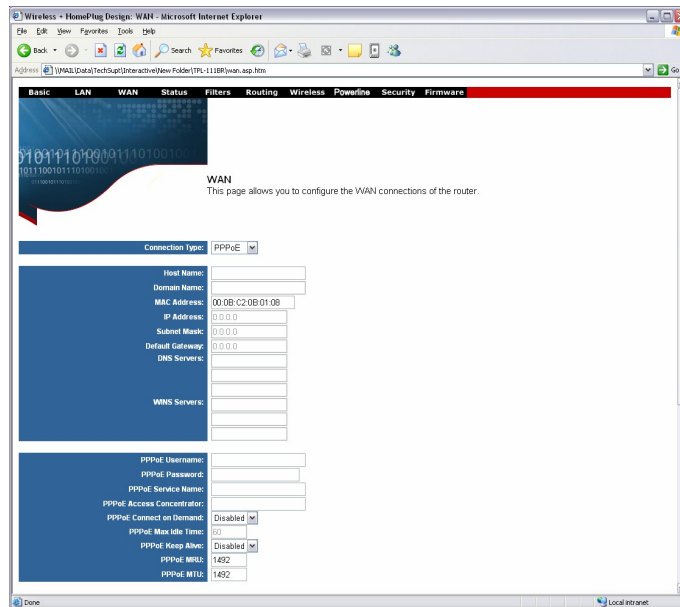 Wireless + HomePlug Design: WAN - Microsoft Internet Explorer
File Edit View Favorites Tools Help
Back Search Favorites
Address \\MAIL\Data\TechSupt\Interactive\New Folder\TPL-111BR\wan.asp.htm Go
Basic LAN WAN Status Filters Routing Wireless Powerline Security Firmware
WAN
This page allows you to configure the WAN connections of the router.
Connection Type: PPPoE
Host Name:
Domain Name:
MAC Address: 00:0B:C2:0B:01:08
IP Address: 0.0.0.0
Subnet Mask: 0.0.0.0
Default Gateway: 0.0.0.0
DNS Servers:
WINS Servers:
PPPoE Username:
PPPoE Password:
PPPoE Service Name:
PPPoE Access Concentrator:
PPPoE Connect on Demand: Disabled
PPPoE Max Idle Time: 60
PPPoE Keep Alive: Disabled
PPPoE MRU: 1492
PPPoE MTU: 1492
Done Local intranet